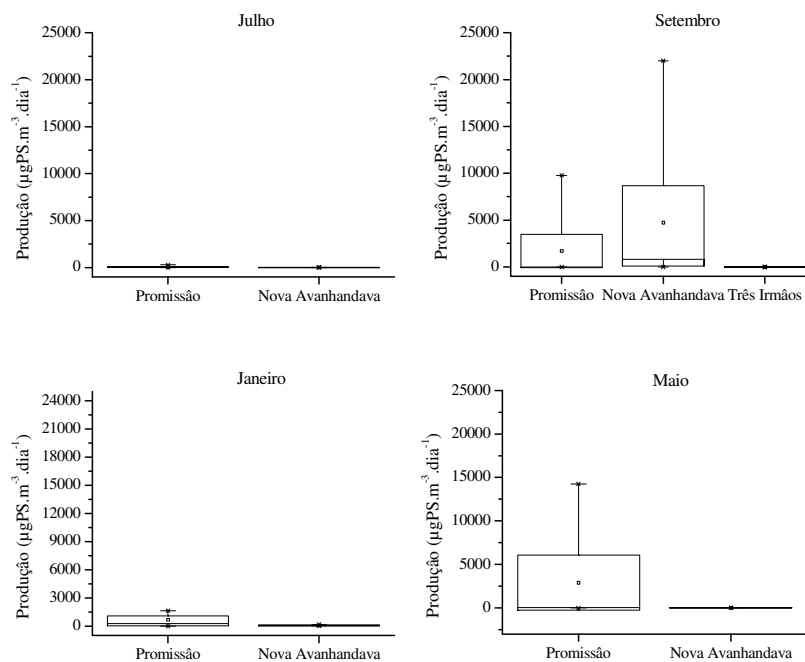 Julho
25000
20000
15000
10000
5000
0
Produção (µgPS.m-3.dia-1)
Promissão Nova Avanhandava
Setembro
25000
20000
15000
10000
5000
0
Produção (µgPS.m-3.dia-1)
Promissão Nova Avanhandava Três Irmãos
Janeiro
24000
21000
18000
15000
12000
9000
6000
3000
0
Produção (µgPS.m-3.dia-1)
Promissão Nova Avanhandava
Maio
25000
20000
15000
10000
5000
0
Produção (µgPS.m-3.dia-1)
Promissão Nova Avanhandava